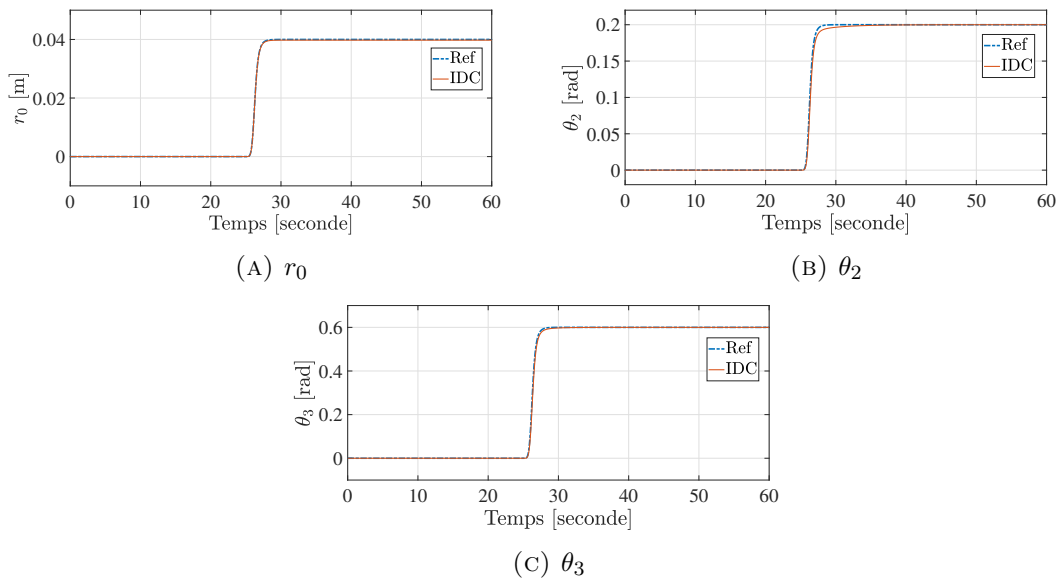 0.04
0.02
0
r₀ [m]
Ref
IDC
0 10 20 30 40 50 60
Temps [seconde]
(A) r₀
0.2
0.15
0.1
0.05
0
θ₂ [rad]
Ref
IDC
0 10 20 30 40 50 60
Temps [seconde]
(B) θ₂
0.6
0.4
0.2
0
θ₃ [rad]
Ref
IDC
0 10 20 30 40 50 60
Temps [seconde]
(C) θ₃